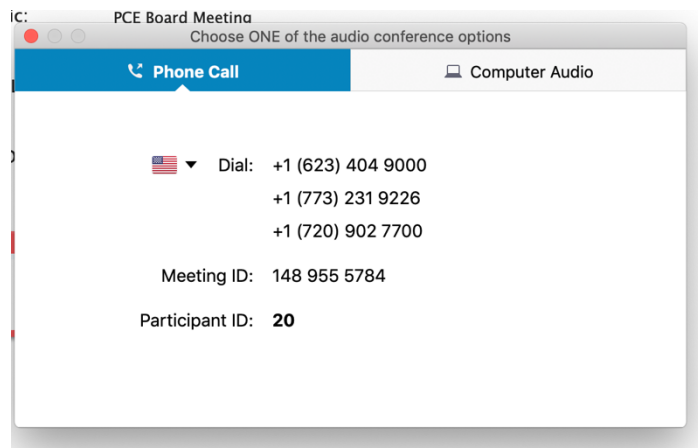 ic: PCE Board Meeting
Choose ONE of the audio conference options
Phone Call Computer Audio
Dial: +1 (623) 404 9000
+1 (773) 231 9226
+1 (720) 902 7700
Meeting ID: 148 955 5784
Participant ID: 20